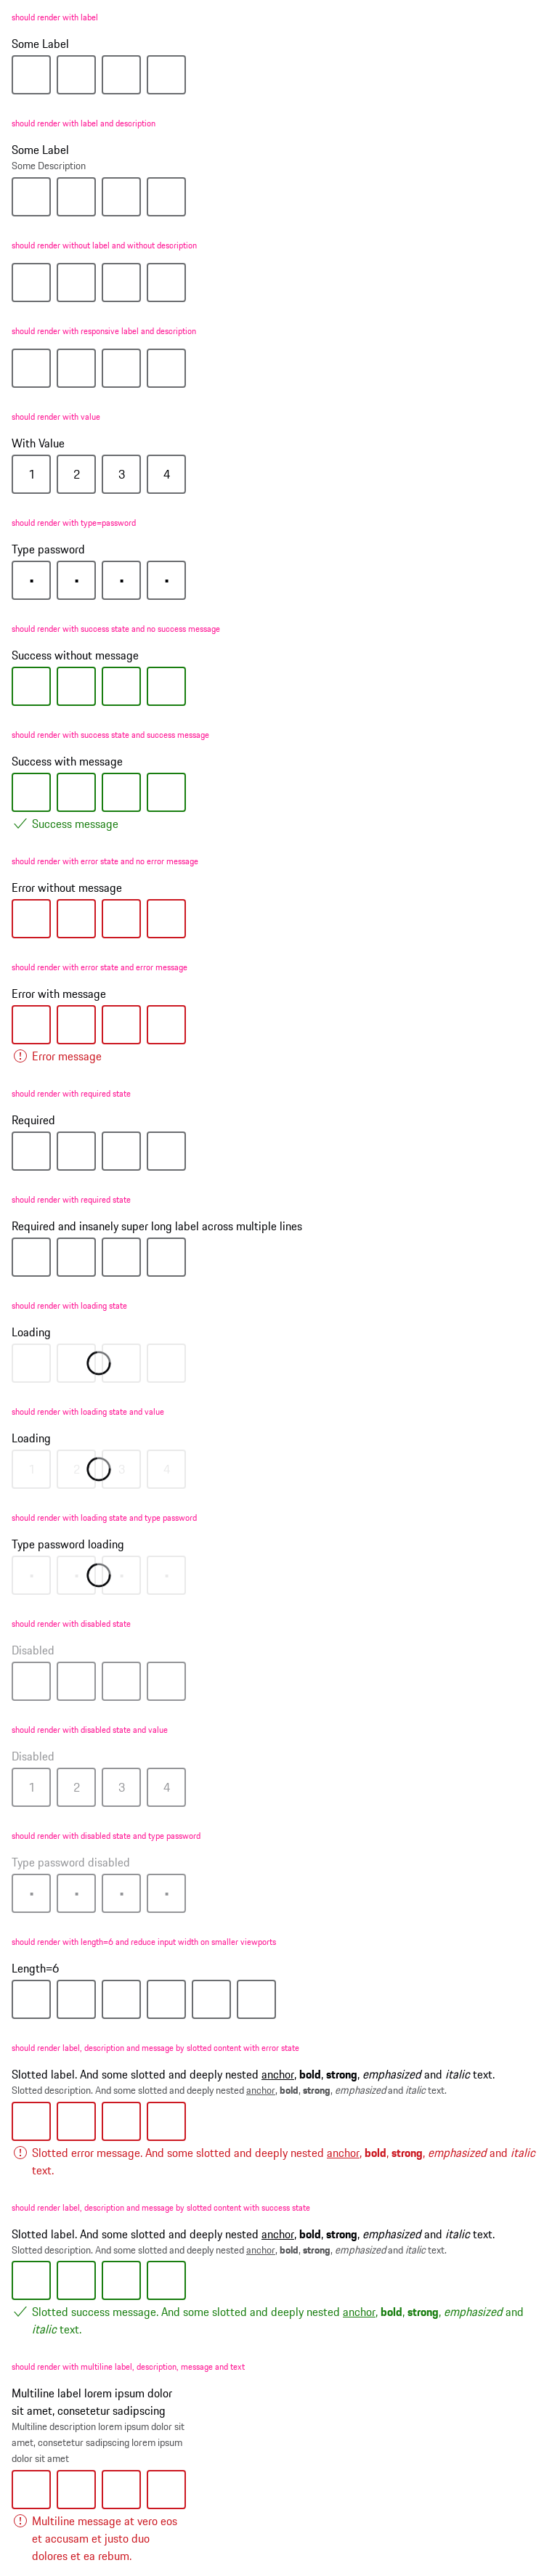 should render with label
Some Label
should render with label and description
Some Label
Some Description
should render without label and without description
should render with responsive label and description
should render with value
With Value
1 2 3 4
should render with type=password
Type password
should render with success state and no success message
Success without message
should render with success state and success message
Success with message
Success message
should render with error state and no error message
Error without message
should render with error state and error message
Error with message
Error message
should render with required state
Required
should render with required state
Required and insanely super long label across multiple lines
should render with loading state
Loading
should render with loading state and value
Loading
1 2 3 4
should render with loading state and type password
Type password loading
should render with disabled state
Disabled
should render with disabled state and value
Disabled
1 2 3 4
should render with disabled state and type password
Type password disabled
should render with length=6 and reduce input width on smaller viewports
Length=6
should render label, description and message by slotted content with error state
Slotted label. And some slotted and deeply nested anchor, bold, strong, emphasized and italic text.
Slotted description. And some slotted and deeply nested anchor, bold, strong, emphasized and italic text.
Slotted error message. And some slotted and deeply nested anchor, bold, strong, emphasized and italic
text.
should render label, description and message by slotted content with success state
Slotted label. And some slotted and deeply nested anchor, bold, strong, emphasized and italic text.
Slotted description. And some slotted and deeply nested anchor, bold, strong, emphasized and italic text.
Slotted success message. And some slotted and deeply nested anchor, bold, strong, emphasized and
italic text.
should render with multiline label, description, message and text
Multiline label lorem ipsum dolor
sit amet, consetetur sadipscing
Multiline description lorem ipsum dolor sit
amet, consetetur sadipscing lorem ipsum
dolor sit amet
Multiline message at vero eos
et accusam et justo duo
dolores et ea rebum.